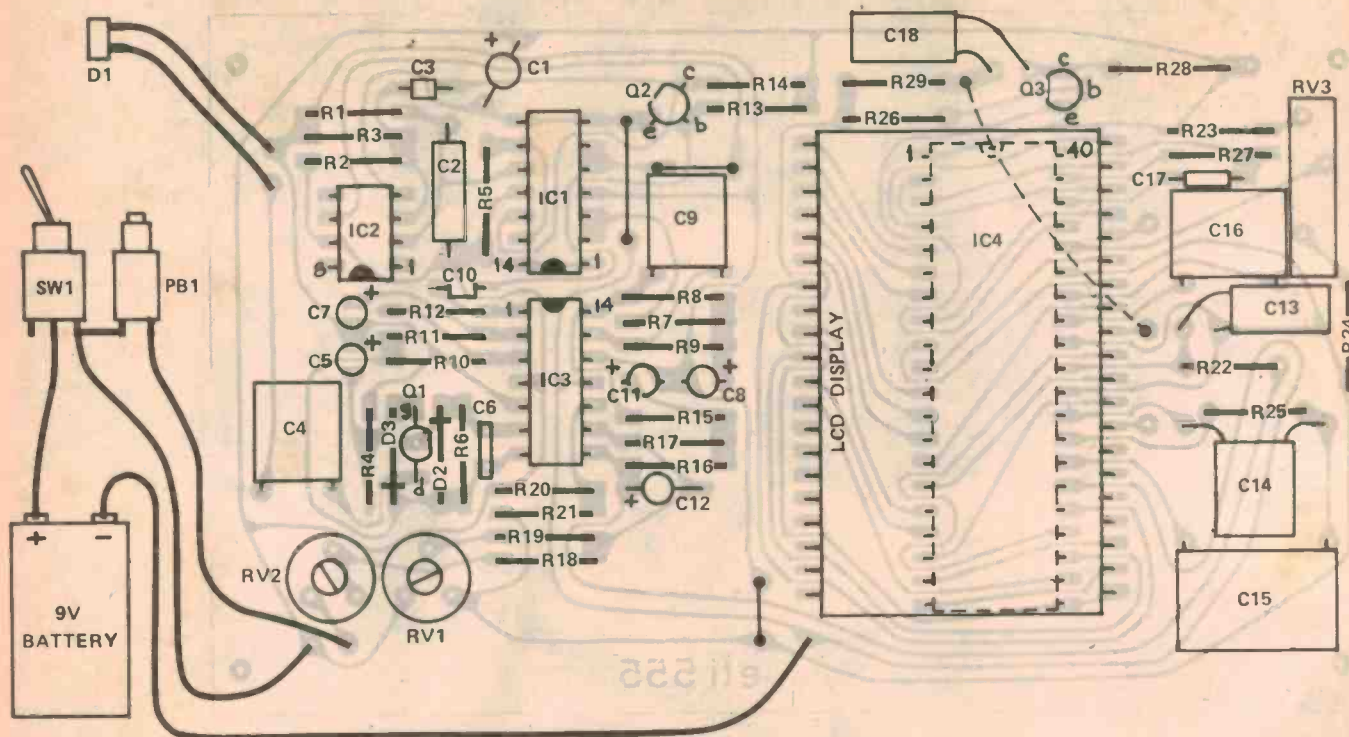 D1
C3
+
C1
C18
Q2
c
e
b
R14
R13
R29
R26
Q3
c
b
e
R28
RV3
R1
R3
R2
C2
R5
IC1
14
1
IC2
8
1
C9
1
40
IC4
R23
R27
C17
C16
SW1
PB1
C10
+
C7
R12
R11
+
C5
R10
1
14
IC3
R8
R7
R9
+
C11
+
C8
LCD DISPLAY
C13
R24
R22
R25
C4
R4
D3
Q1
g
d
+
+
D2
R6
C6
R15
R17
R16
+
C12
C14
R20
R21
R19
R18
RV2
RV1
C15
+
−
9V
BATTERY
eti 555